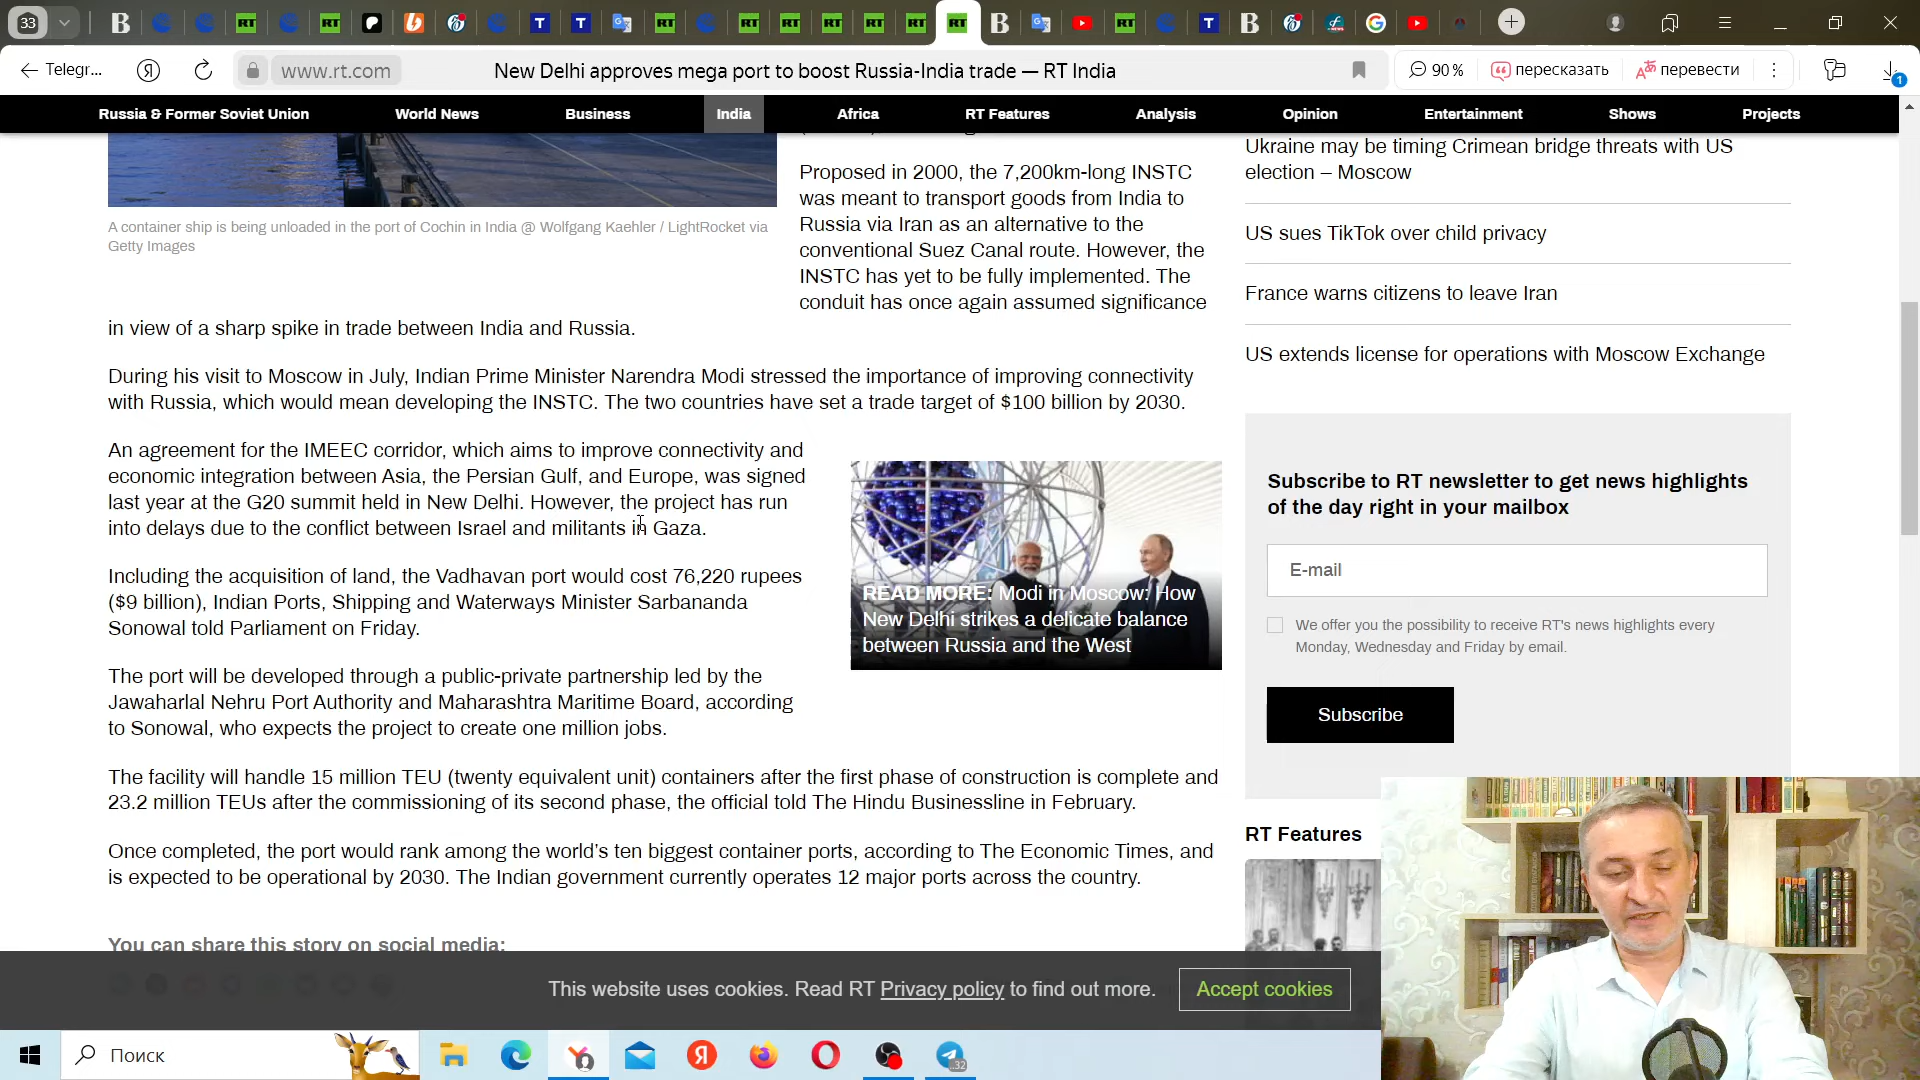 33
Telegr...
www.rt.com
New Delhi approves mega port to boost Russia-India trade — RT India
90 %
пересказать
перевести
1
Russia & Former Soviet Union
World News
Business
India
Africa
RT Features
Analysis
Opinion
Entertainment
Shows
Projects
A container ship is being unloaded in the port of Cochin in India @ Wolfgang Kaehler / LightRocket via
Getty Images
Proposed in 2000, the 7,200km-long INSTC
was meant to transport goods from India to
Russia via Iran as an alternative to the
conventional Suez Canal route. However, the
INSTC has yet to be fully implemented. The
conduit has once again assumed significance
in view of a sharp spike in trade between India and Russia.
During his visit to Moscow in July, Indian Prime Minister Narendra Modi stressed the importance of improving connectivity
with Russia, which would mean developing the INSTC. The two countries have set a trade target of $100 billion by 2030.
An agreement for the IMEEC corridor, which aims to improve connectivity and
economic integration between Asia, the Persian Gulf, and Europe, was signed
last year at the G20 summit held in New Delhi. However, the project has run
into delays due to the conflict between Israel and militants in Gaza.
READ MORE: Modi in Moscow: How
New Delhi strikes a delicate balance
between Russia and the West
Including the acquisition of land, the Vadhavan port would cost 76,220 rupees
($9 billion), Indian Ports, Shipping and Waterways Minister Sarbananda
Sonowal told Parliament on Friday.
The port will be developed through a public-private partnership led by the
Jawaharlal Nehru Port Authority and Maharashtra Maritime Board, according
to Sonowal, who expects the project to create one million jobs.
The facility will handle 15 million TEU (twenty equivalent unit) containers after the first phase of construction is complete and
23.2 million TEUs after the commissioning of its second phase, the official told The Hindu Businessline in February.
Once completed, the port would rank among the world's ten biggest container ports, according to The Economic Times, and
is expected to be operational by 2030. The Indian government currently operates 12 major ports across the country.
You can share this story on social media:
Ukraine may be timing Crimean bridge threats with US
election – Moscow
US sues TikTok over child privacy
France warns citizens to leave Iran
US extends license for operations with Moscow Exchange
Subscribe to RT newsletter to get news highlights
of the day right in your mailbox
E-mail
We offer you the possibility to receive RT's news highlights every
Monday, Wednesday and Friday by email.
Subscribe
RT Features
This website uses cookies. Read RT Privacy policy to find out more.
Accept cookies
Поиск